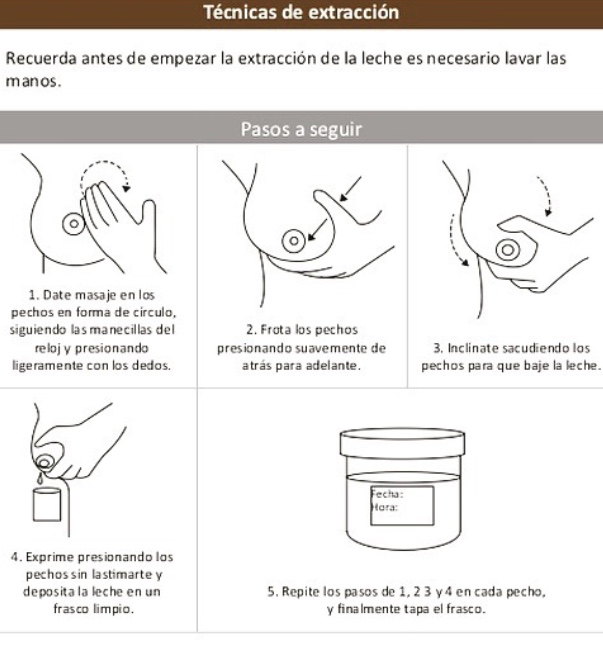 Técnicas de extracción
Recuerda antes de empezar la extracción de la leche es necesario lavar las
manos.
Pasos a seguir
1. Date masaje en los
pechos en forma de círculo,
siguiendo las manecillas del
reloj y presionando
ligeramente con los dedos.
2. Frota los pechos
presionando suavemente de
atrás para adelante.
3. Inclinate sacudiendo los
pechos para que baje la leche.
4. Exprime presionando los
pechos sin lastimarte y
deposita la leche en un
frasco limpio.
Fecha:
Hora:
5. Repite los pasos de 1, 2 3 y 4 en cada pecho,
y finalmente tapa el frasco.